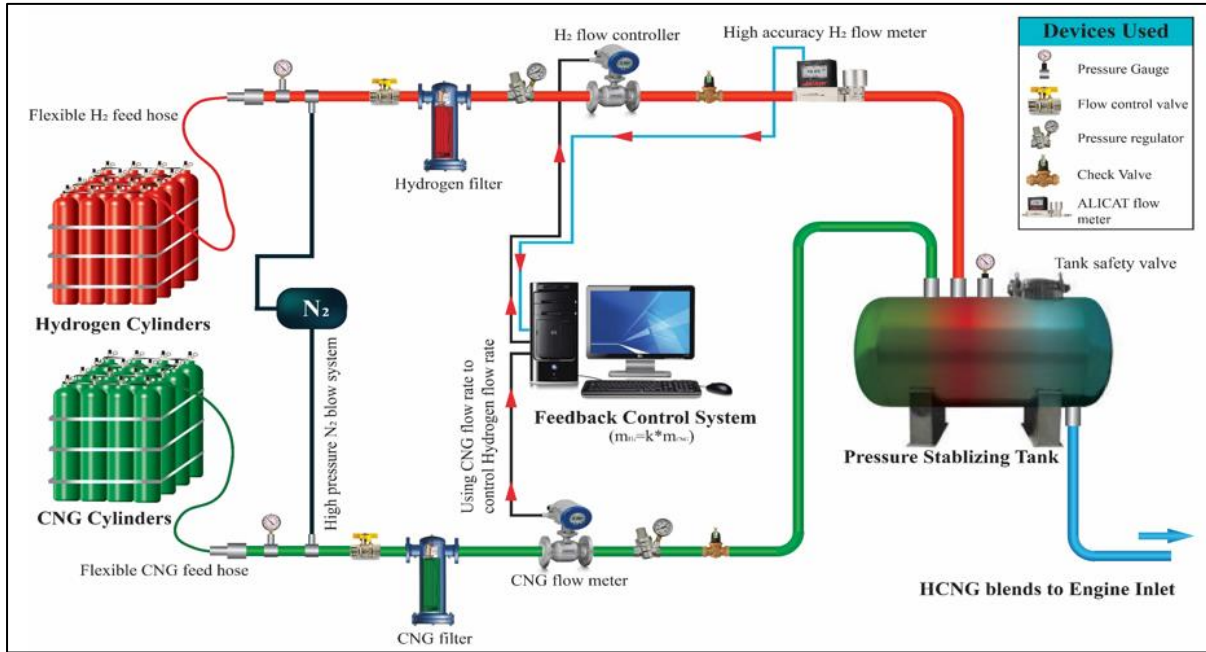 H₂ flow controller
High accuracy H₂ flow meter
Devices Used
Pressure Gauge
Flow control valve
Pressure regulator
Check Valve
ALICAT flow
meter
Flexible H₂ feed hose
Hydrogen filter
Hydrogen Cylinders
N₂
High pressure N₂ blow system
Using CNG flow rate to
control Hydrogen flow rate
Feedback Control System
Tank safety valve
Pressure Stablizing Tank
CNG Cylinders
Flexible CNG feed hose
CNG filter
CNG flow meter
HCNG blends to Engine Inlet